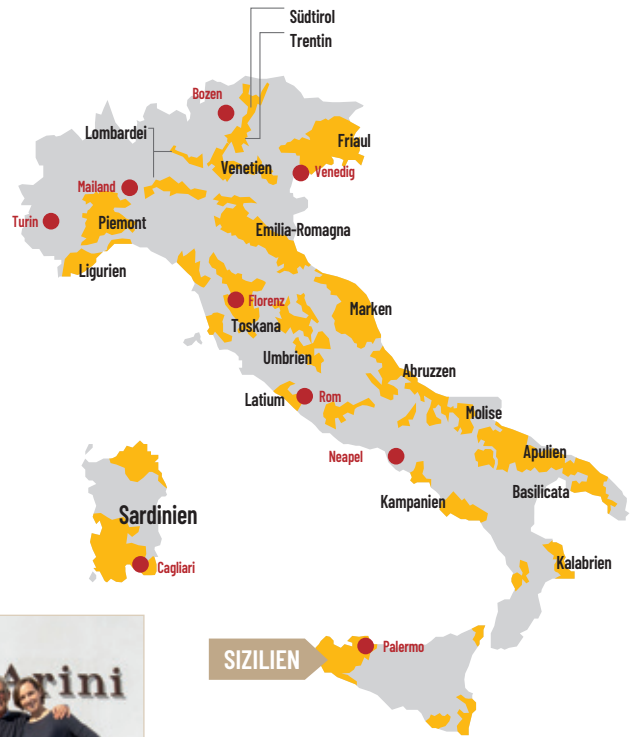 Südtirol
Trentin
Bozen
Lombardei
Friaul
Venetien
Venedig
Mailand
Turin
Piemont
Emilia-Romagna
Ligurien
Florenz
Marken
Toskana
Umbrien
Abruzzen
Latium
Rom
Molise
Neapel
Apulien
Kampanien
Basilicata
Sardinien
Kalabrien
Cagliari
Palermo
SIZILIEN
Arini